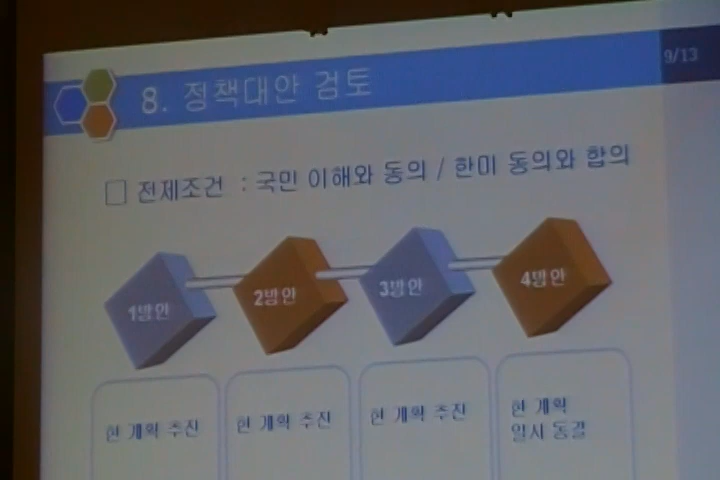 9/13
8. 정책대안 검토
□ 전제조건 : 국민 이해와 동의 / 한미 동의와 합의
1방안 2방안 3방안 4방안
현 계획 추진
현 계획 추진
현 계획 추진
현 계획
일시 동결